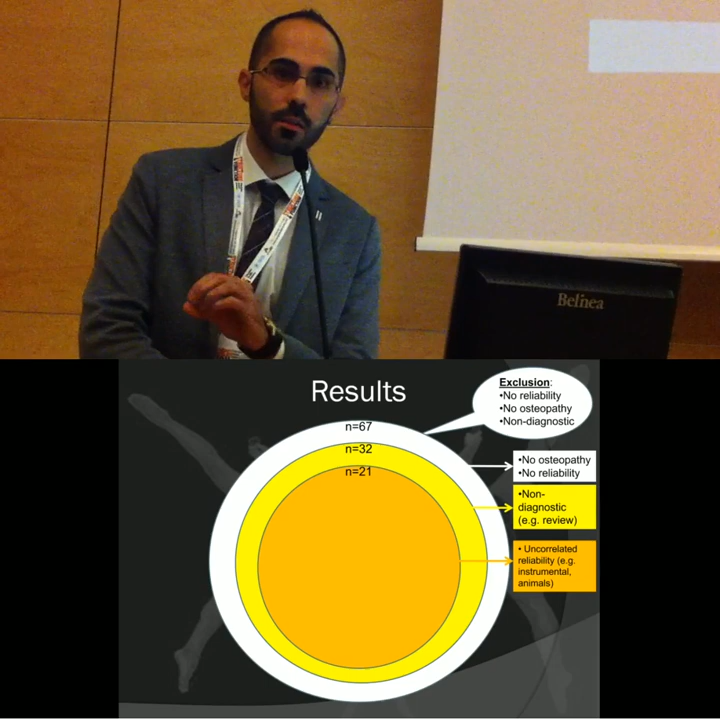 Belinea
Results
Exclusion:
•No reliability
•No osteopathy
•Non-diagnostic
n=67
n=32
n=21
•No osteopathy
•No reliability
•Non-
diagnostic
(e.g. review)
• Uncorrelated
reliability (e.g.
instrumental,
animals)